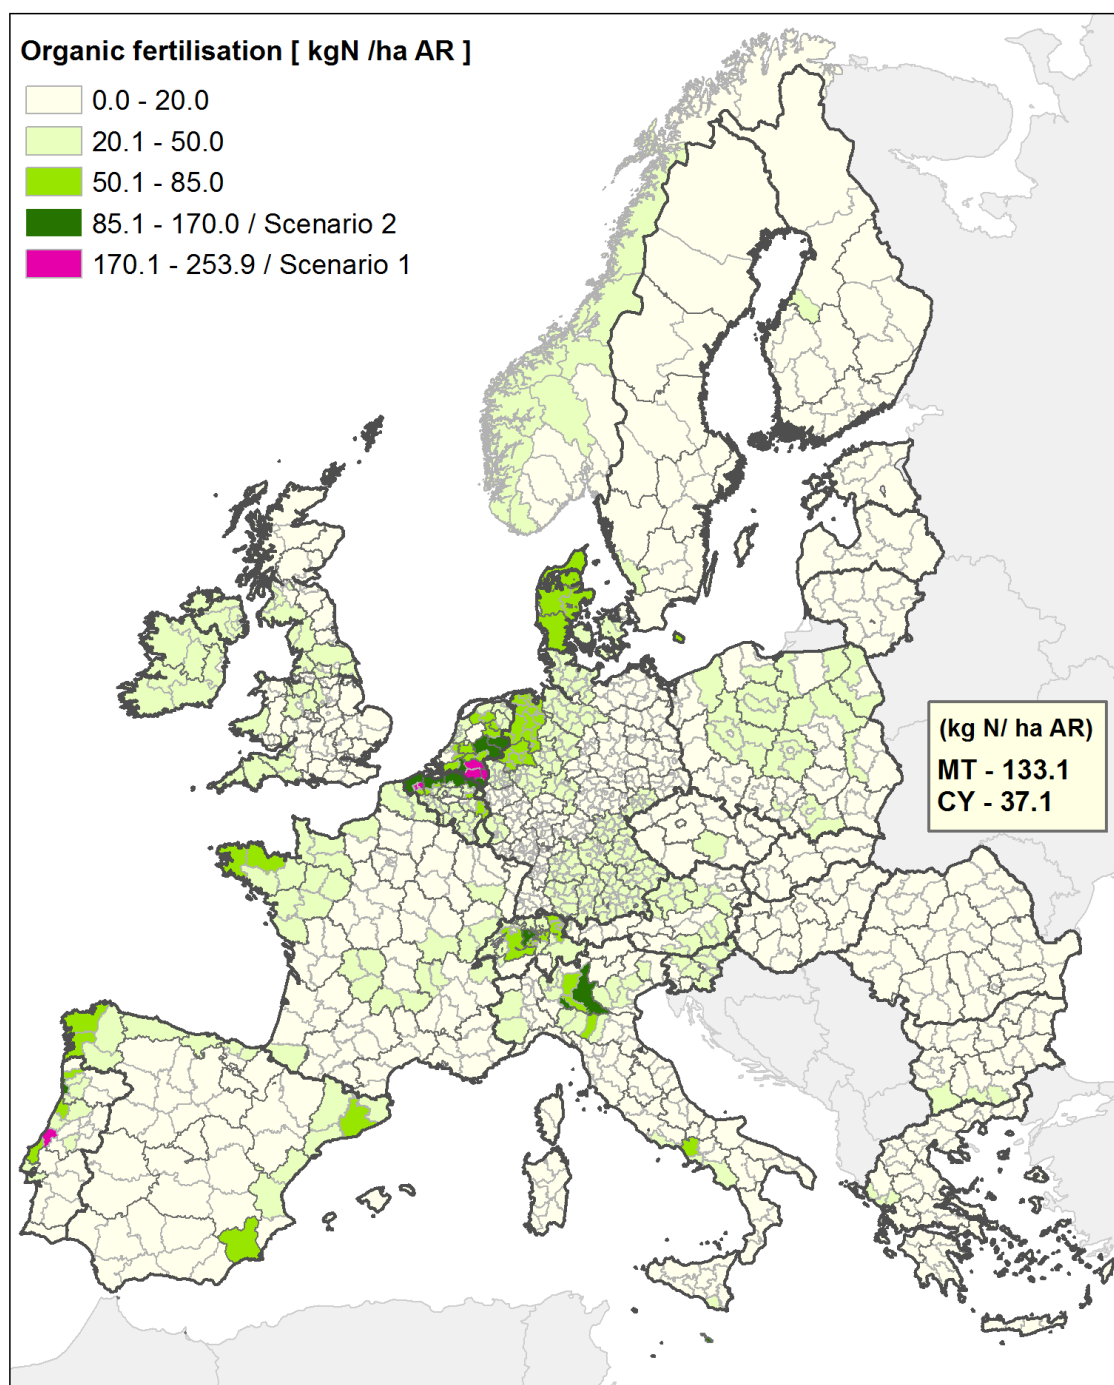 Organic fertilisation [ kgN /ha AR ]
0.0 - 20.0
20.1 - 50.0
50.1 - 85.0
85.1 - 170.0 / Scenario 2
170.1 - 253.9 / Scenario 1
(kg N/ ha AR)
MT - 133.1
CY - 37.1